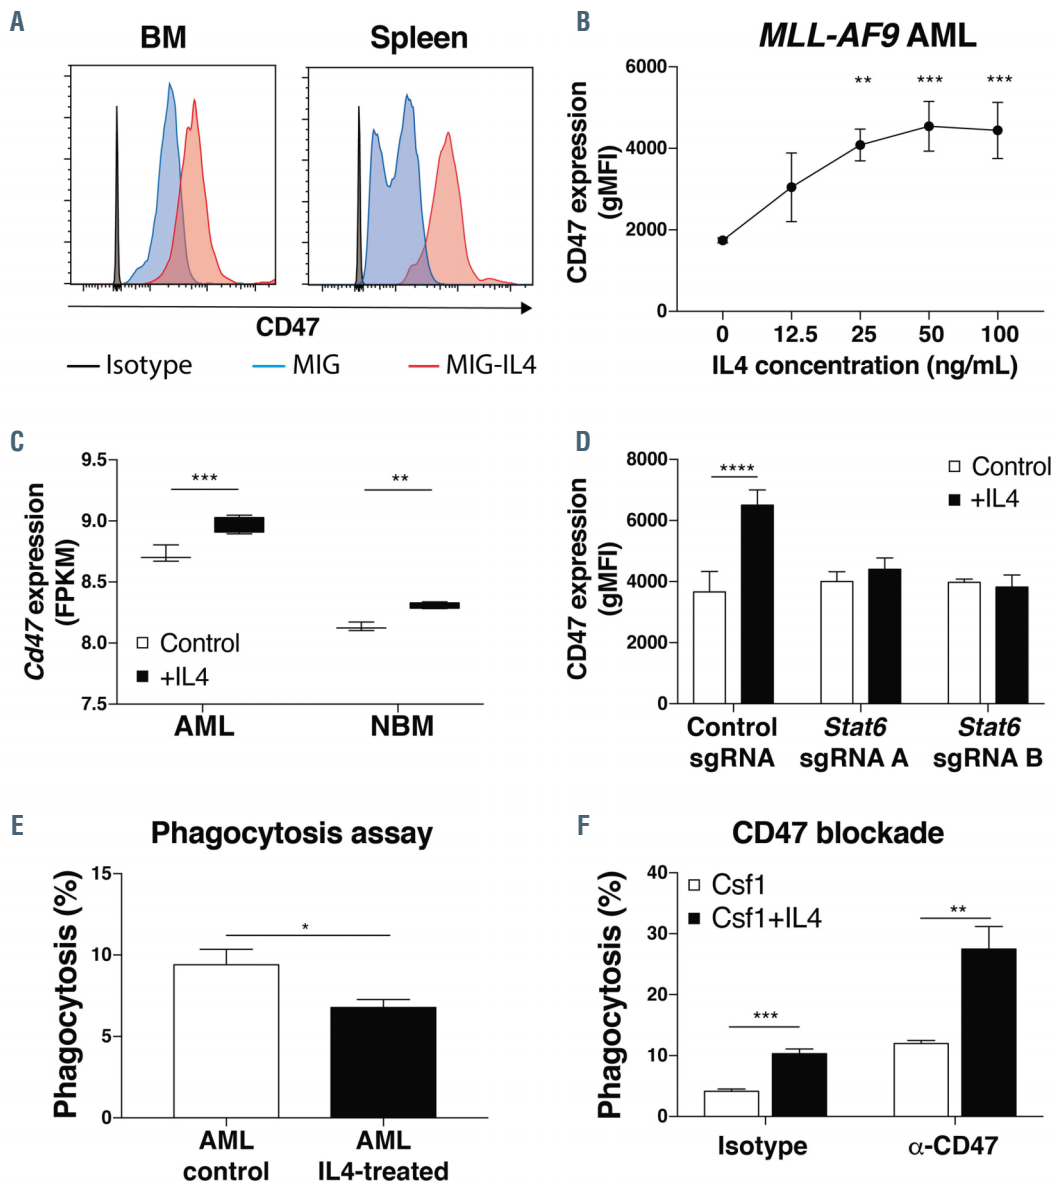 A
BM
Spleen
CD47
Isotype
MIG
MIG-IL4
B
MLL-AF9 AML
CD47 expression
(gMFI)
6000
4000
2000
0
**
***
***
0
12.5
25
50
100
IL4 concentration (ng/mL)
C
Cd47 expression
(FPKM)
9.5
9.0
8.5
8.0
7.5
***
**
Control
+IL4
AML
NBM
D
CD47 expression
(gMFI)
8000
6000
4000
2000
0
****
Control
+IL4
Control
sgRNA
Stat6
sgRNA A
Stat6
sgRNA B
E
Phagocytosis assay
Phagocytosis (%)
15
10
5
0
*
AML
control
AML
IL4-treated
F
CD47 blockade
Phagocytosis (%)
40
30
20
10
0
Csf1
Csf1+IL4
***
**
Isotype
α-CD47